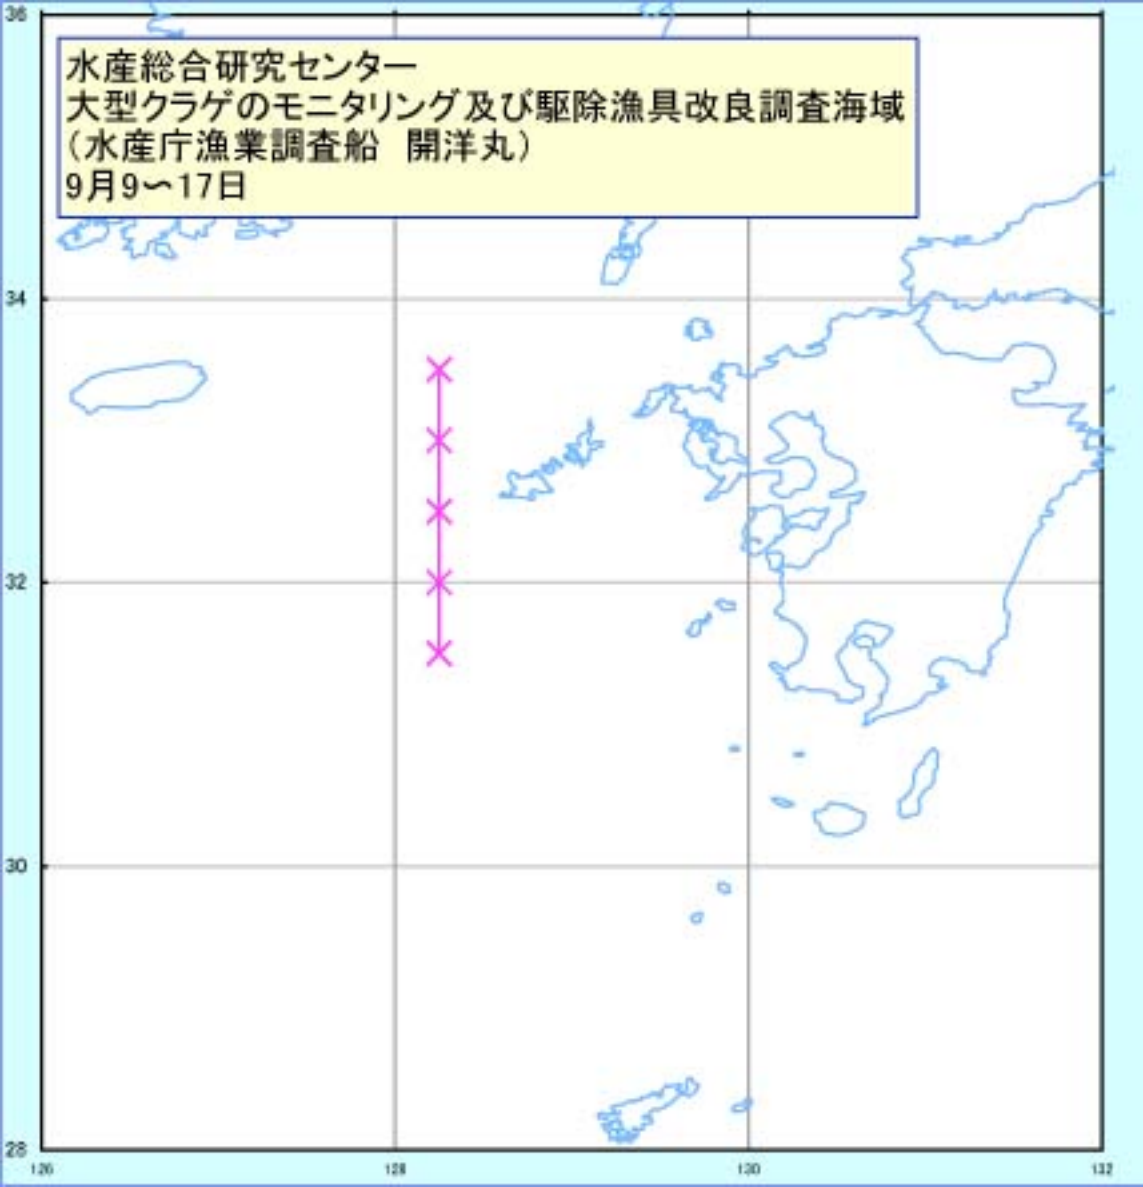 36
水産総合研究センター
大型クラゲのモニタリング及び駆除漁具改良調査海域
（水産庁漁業調査船　開洋丸）
9月9〜17日
34
32
30
28
126 128 130 132